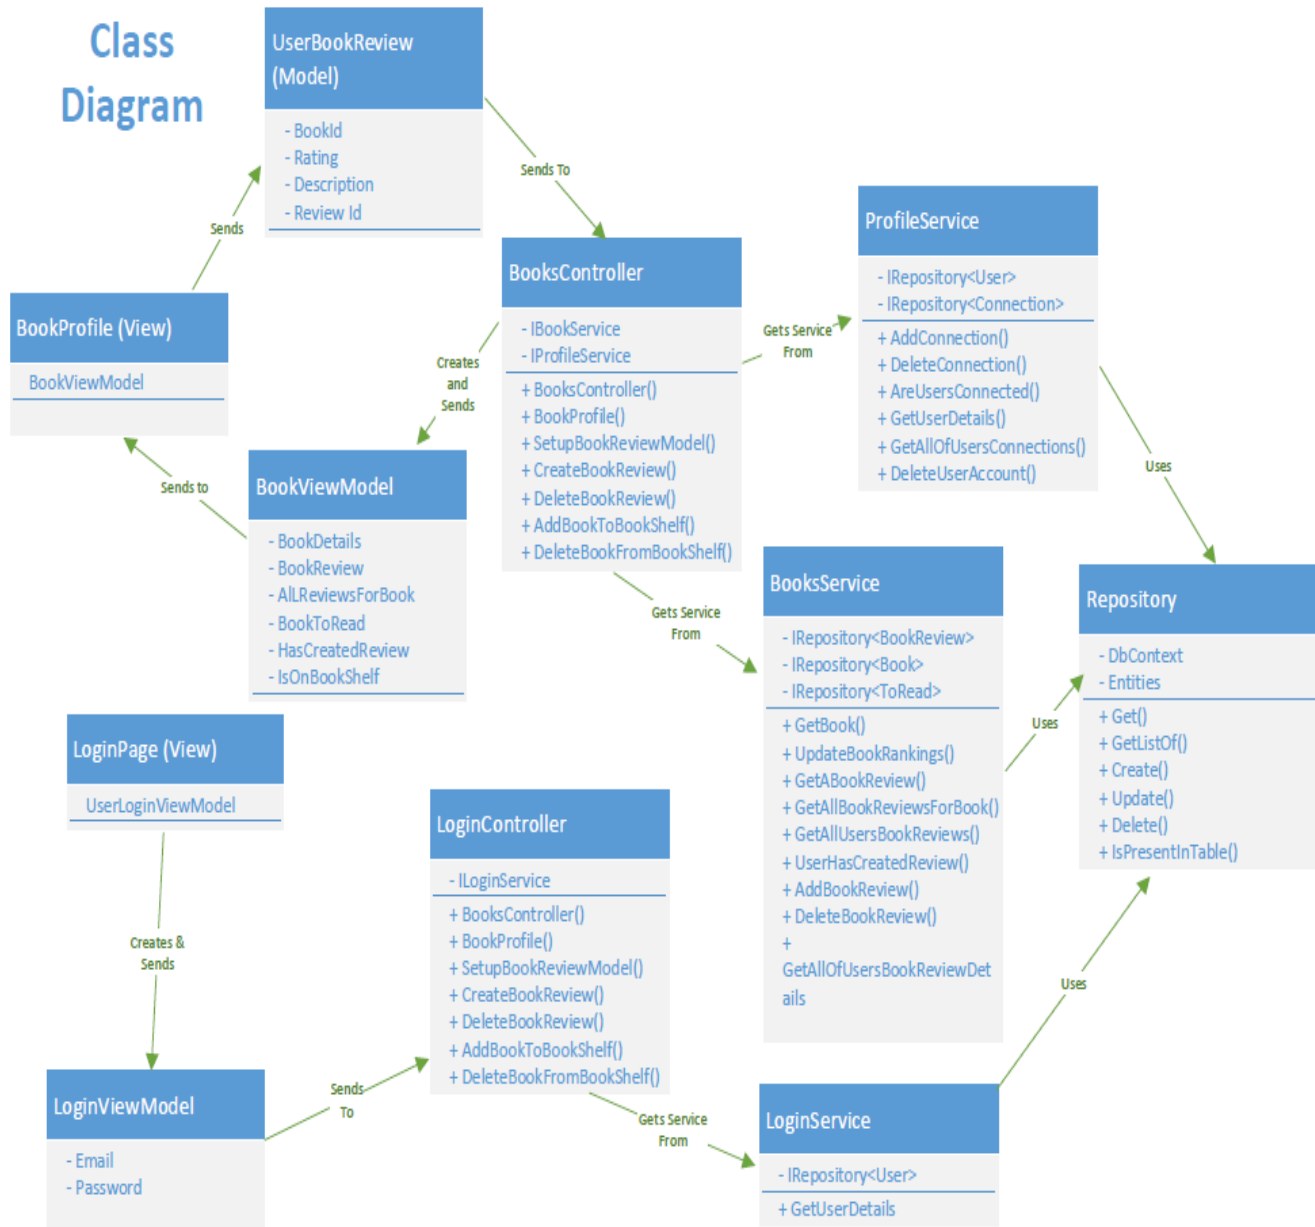 Class
Diagram
UserBookReview
(Model)
- BookId
- Rating
- Description
- Review Id
Sends To
Sends
BookProfile (View)
BookViewModel
Sends to
BooksController
- IBookService
- IProfileService
+ BooksController()
+ BookProfile()
+ SetupBookReviewModel()
+ CreateBookReview()
+ DeleteBookReview()
+ AddBookToBookShelf()
+ DeleteBookFromBookShelf()
Creates
and
Sends
BookViewModel
- BookDetails
- BookReview
- AlLReviewsForBook
- BookToRead
- HasCreatedReview
- IsOnBookShelf
Gets Service
From
ProfileService
- IRepository<User>
- IRepository<Connection>
+ AddConnection()
+ DeleteConnection()
+ AreUsersConnected()
+ GetUserDetails()
+ GetAllOfUsersConnections()
+ DeleteUserAccount()
Uses
Gets Service
From
BooksService
- IRepository<BookReview>
- IRepository<Book>
- IRepository<ToRead>
+ GetBook()
+ UpdateBookRankings()
+ GetABookReview()
+ GetAllBookReviewsForBook()
+ GetAllUsersBookReviews()
+ UserHasCreatedReview()
+ AddBookReview()
+ DeleteBookReview()
+
GetAllOfUsersBookReviewDet
ails
Uses
Repository
- DbContext
- Entities
+ Get()
+ GetListOf()
+ Create()
+ Update()
+ Delete()
+ IsPresentInTable()
LoginPage (View)
UserLoginViewModel
Creates &
Sends
LoginViewModel
- Email
- Password
Sends
To
LoginController
- ILoginService
+ BooksController()
+ BookProfile()
+ SetupBookReviewModel()
+ CreateBookReview()
+ DeleteBookReview()
+ AddBookToBookShelf()
+ DeleteBookFromBookShelf()
Gets Service
From
LoginService
- IRepository<User>
+ GetUserDetails
Uses